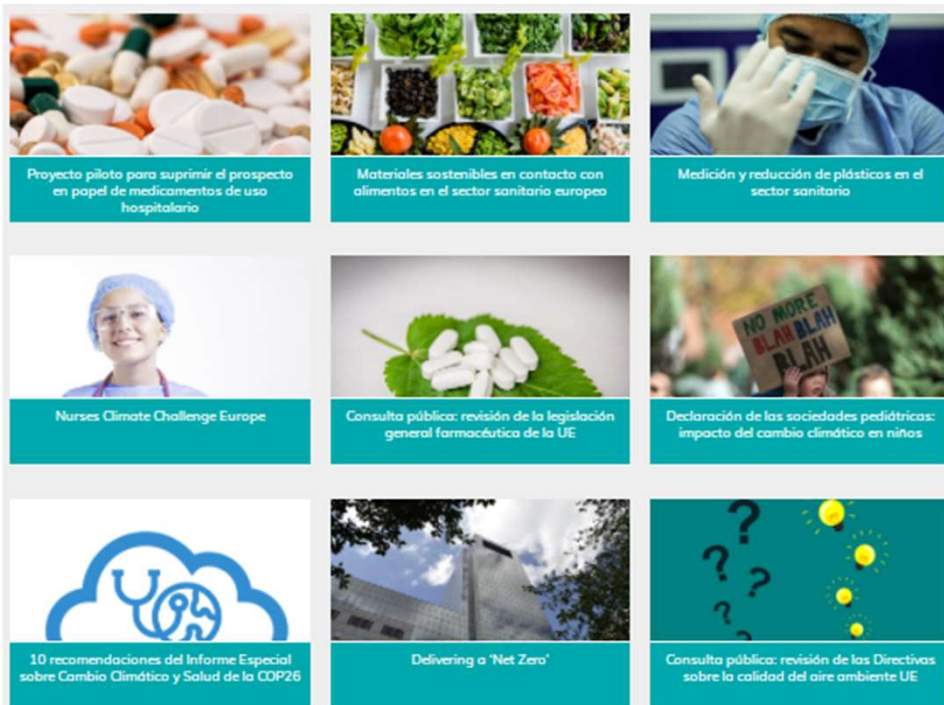 Proyecto piloto para suprimir el prospecto
en papel de medicamentos de uso
hospitalario
Materiales sostenibles en contacto con
alimentos en el sector sanitario europeo
Medición y reducción de plásticos en el
sector sanitario
Nurses Climate Challenge Europe
Consulta pública: revisión de la legislación
general farmacéutica de la UE
NO MORE
BLAH BLAH
BLAH
Declaración de las sociedades pediátricas:
impacto del cambio climático en niños
10 recomendaciones del Informe Especial
sobre Cambio Climático y Salud de la COP26
Delivering a 'Net Zero'
Consulta pública: revisión de las Directivas
sobre la calidad del aire ambiente UE